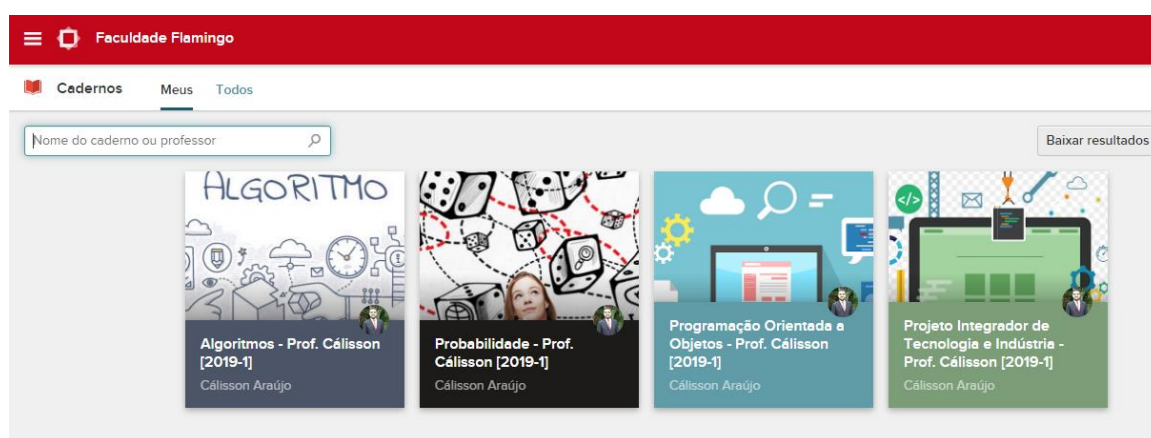 Faculdade Flamingo
Cadernos Meus Todos
Nome do caderno ou professor
Baixar resultados
ALGORITMO
</>
Algoritmos - Prof. Cálisson
[2019-1]
Cálisson Araújo
Probabilidade - Prof.
Cálisson [2019-1]
Cálisson Araújo
Programação Orientada a
Objetos - Prof. Cálisson
[2019-1]
Cálisson Araújo
Projeto Integrador de
Tecnologia e Indústria -
Prof. Cálisson [2019-1]
Cálisson Araújo